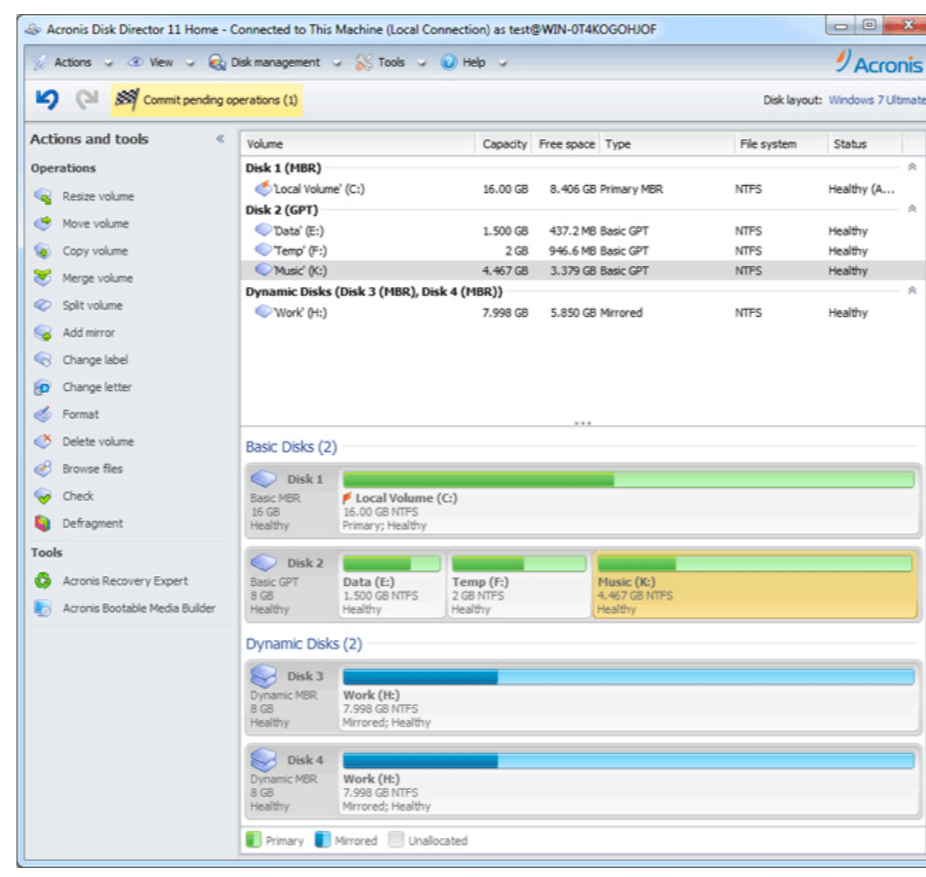 Acronis Disk Director 11 Home - Connected to This Machine (Local Connection) as test@WIN-0T4KOGOHJOF
Actions View Disk management Tools Help Acronis
Commit pending operations (1) Disk layout: Windows 7 Ultimate
Actions and tools
Operations
Resize volume
Move volume
Copy volume
Merge volume
Split volume
Add mirror
Change label
Change letter
Format
Delete volume
Browse files
Check
Defragment
Tools
Acronis Recovery Expert
Acronis Bootable Media Builder
Volume Capacity Free space Type File system Status
Disk 1 (MBR)
'Local Volume' (C:) 16.00 GB 8.406 GB Primary MBR NTFS Healthy (A...
Disk 2 (GPT)
'Data' (E:) 1.500 GB 437.2 MB Basic GPT NTFS Healthy
'Temp' (F:) 2 GB 946.6 MB Basic GPT NTFS Healthy
'Music' (K:) 4.467 GB 3.379 GB Basic GPT NTFS Healthy
Dynamic Disks (Disk 3 (MBR), Disk 4 (MBR))
'Work' (H:) 7.998 GB 5.850 GB Mirrored NTFS Healthy
Basic Disks (2)
Disk 1
Basic MBR Local Volume (C:)
16 GB 16.00 GB NTFS
Healthy Primary; Healthy
Disk 2
Basic GPT Data (E:) Temp (F:) Music (K:)
8 GB 1.500 GB NTFS 2 GB NTFS 4.467 GB NTFS
Healthy Healthy Healthy Healthy
Dynamic Disks (2)
Disk 3
Dynamic MBR Work (H:)
8 GB 7.998 GB NTFS
Healthy Mirrored; Healthy
Disk 4
Dynamic MBR Work (H:)
8 GB 7.998 GB NTFS
Healthy Mirrored; Healthy
Primary Mirrored Unallocated